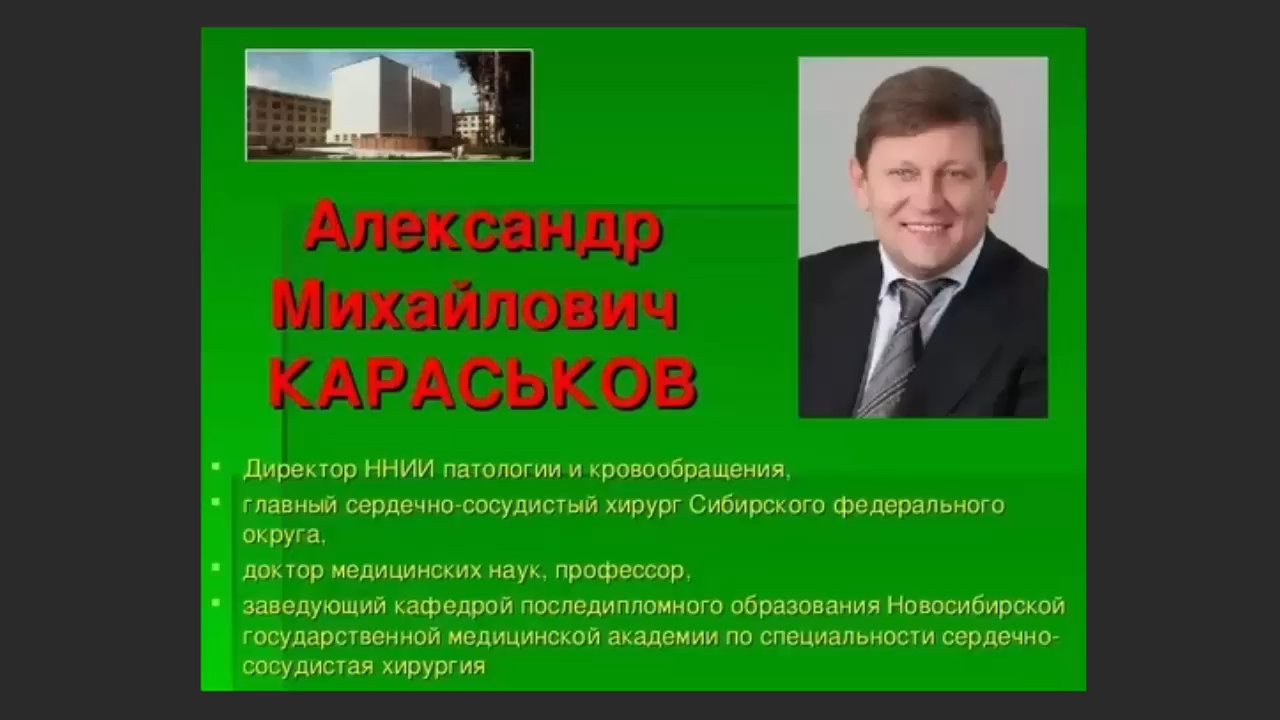 Александр
Михайлович
КАРАСЬКОВ
Директор ННИИ патологии и кровообращения,
главный сердечно-сосудистый хирург Сибирского федерального
округа,
доктор медицинских наук, профессор,
заведующий кафедрой последипломного образования Новосибирской
государственной медицинской академии по специальности сердечно-
сосудистая хирургия